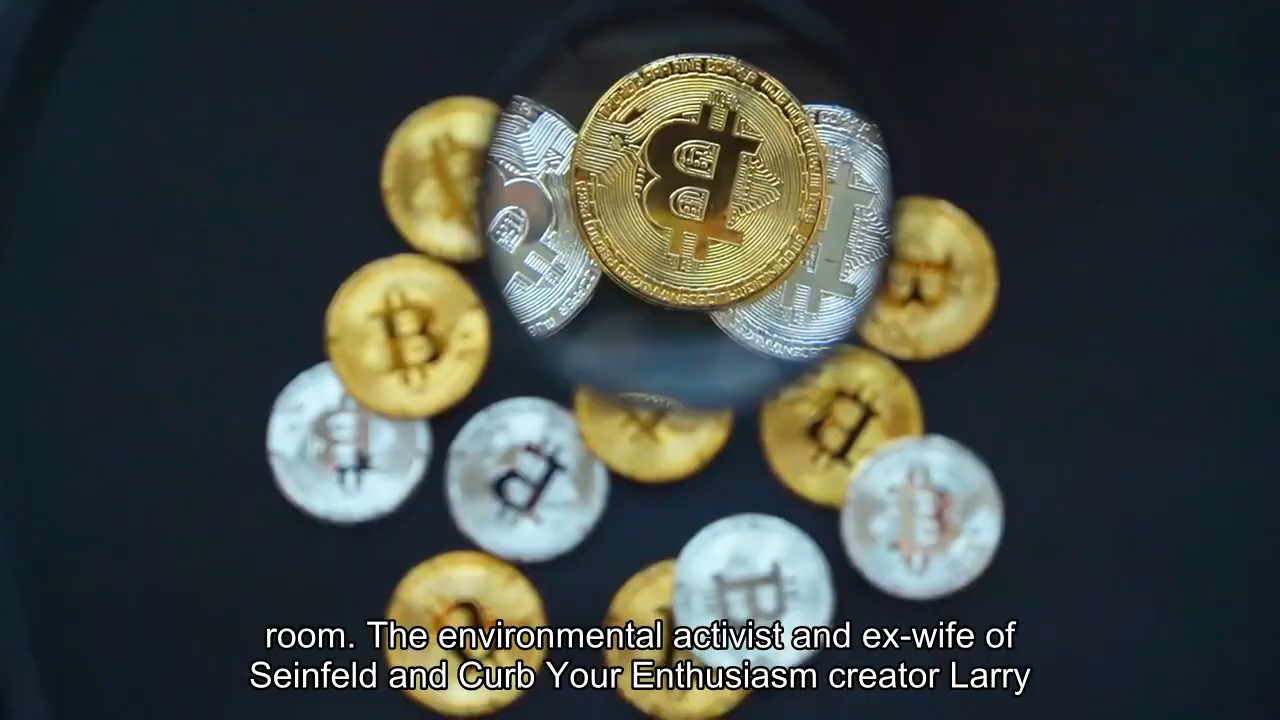 room. The environmental activist and ex-wife of
Seinfeld and Curb Your Enthusiasm creator Larry